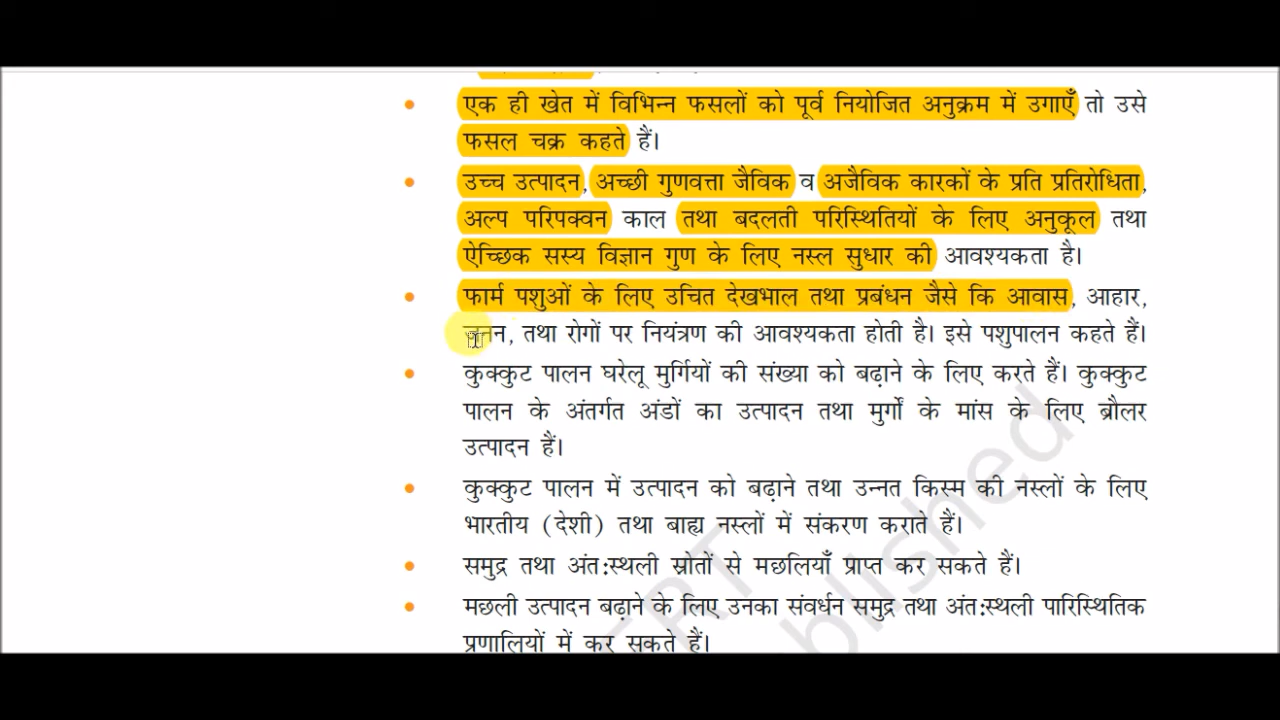 एक ही खेत में विभिन्न फसलों को पूर्व नियोजित अनुक्रम में उगाएँ तो उसे
फसल चक्र कहते हैं।
उच्च उत्पादन, अच्छी गुणवत्ता जैविक व अजैविक कारकों के प्रति प्रतिरोधिता,
अल्प परिपक्वन काल तथा बदलती परिस्थितियों के लिए अनुकूल तथा
ऐच्छिक सस्य विज्ञान गुण के लिए नस्ल सुधार की आवश्यकता है।
फार्म पशुओं के लिए उचित देखभाल तथा प्रबंधन जैसे कि आवास, आहार,
जनन, तथा रोगों पर नियंत्रण की आवश्यकता होती है। इसे पशुपालन कहते हैं।
कुक्कुट पालन घरेलू मुर्गियों की संख्या को बढ़ाने के लिए करते हैं। कुक्कुट
पालन के अंतर्गत अंडों का उत्पादन तथा मुर्गों के मांस के लिए ब्रौलर
उत्पादन हैं।
कुक्कुट पालन में उत्पादन को बढ़ाने तथा उन्नत किस्म की नस्लों के लिए
भारतीय (देशी) तथा बाह्य नस्लों में संकरण कराते हैं।
समुद्र तथा अंत:स्थली स्रोतों से मछलियाँ प्राप्त कर सकते हैं।
मछली उत्पादन बढ़ाने के लिए उनका संवर्धन समुद्र तथा अंत:स्थली पारिस्थितिक
प्रणालियों में कर सकते हैं।